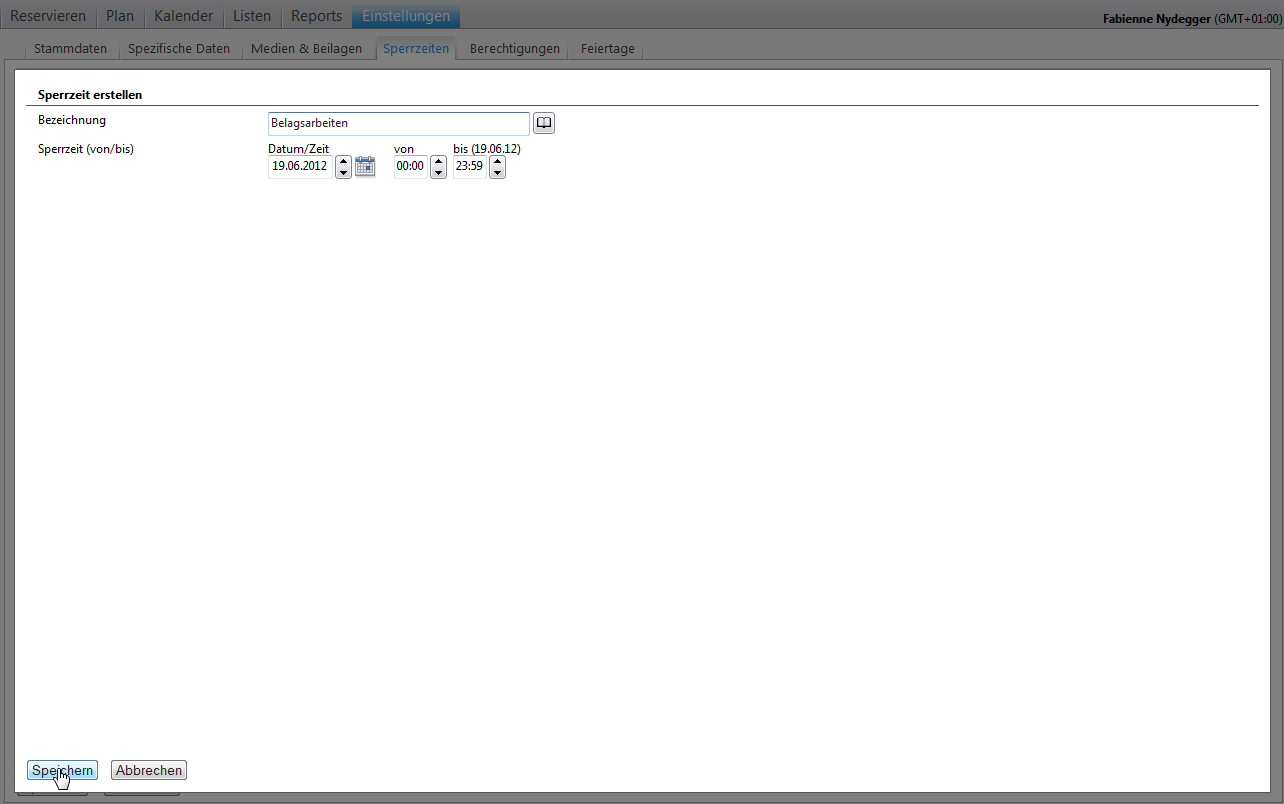 Reservieren Plan Kalender Listen Reports Einstellungen Fabienne Nydegger (GMT+01:00)
Stammdaten Spezifische Daten Medien & Beilagen Sperrzeiten Berechtigungen Feiertage
Sperrzeit erstellen
Bezeichnung Belagsarbeiten
Sperrzeit (von/bis) Datum/Zeit von bis (19.06.12)
19.06.2012 00:00 23:59
Speichern Abbrechen